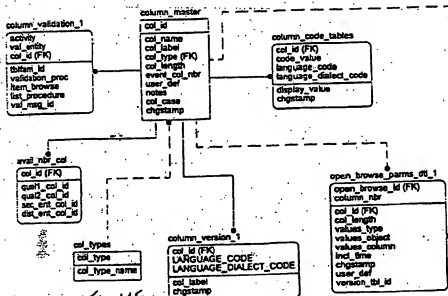 column_validation_1
activity
val_entity
col_id (FK)
tblfam_id
validation_proc
item_browse
list_procedure
val_msg_id
column_master
col_id
col_name
col_label
col_type (FK)
col_length
event_col_nbr
user_def
notes
col_case
chgstamp
column_code_tables
col_id (FK)
code_value
language_code
language_dialect_code
display_value
chgstamp
avail_nbr_col
col_id (FK)
qual1_col_id
qual2_col_id
src_ent_col_id
dist_ent_col_id
col_types
col_type
col_type_name
column_version_1
col_id (FK)
LANGUAGE_CODE
LANGUAGE_DIALECT_CODE
col_label
chgstamp
open_browse_parms_dtl_1
open_browse_id (FK)
column_nbr
col_id (FK)
col_length
values_type
values_object
values_column
incl_time
chgstamp
user_def
version_tbl_id